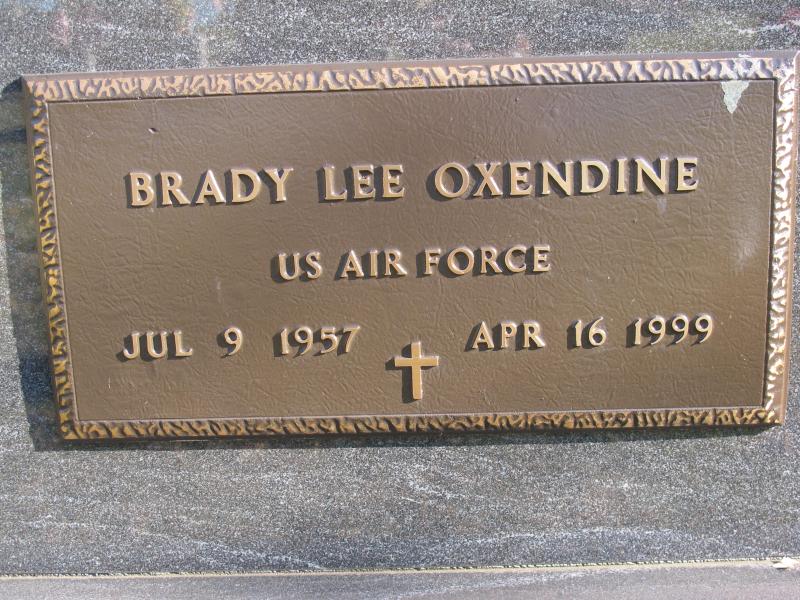 BRADY LEE OXENDINE
US AIR FORCE
JUL 9 1957 APR 16 1999